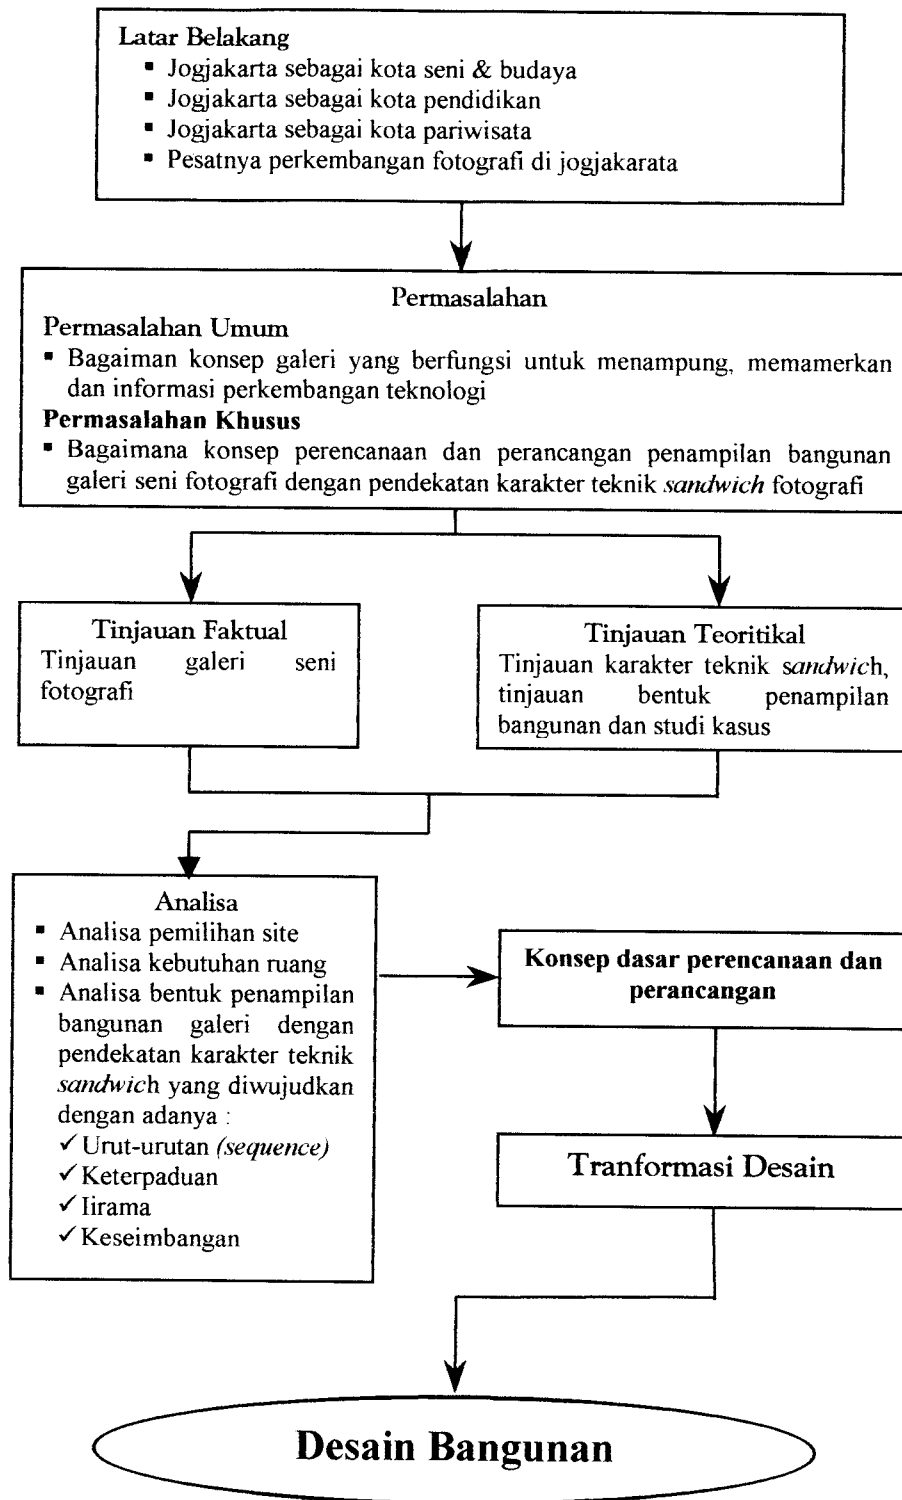 Latar Belakang
▪ Jogjakarta sebagai kota seni & budaya
▪ Jogjakarta sebagai kota pendidikan
▪ Jogjakarta sebagai kota pariwisata
▪ Pesatnya perkembangan fotografi di jogjakarata
Permasalahan
Permasalahan Umum
▪ Bagaiman konsep galeri yang berfungsi untuk menampung, memamerkan
dan informasi perkembangan teknologi
Permasalahan Khusus
▪ Bagaimana konsep perencanaan dan perancangan penampilan bangunan
galeri seni fotografi dengan pendekatan karakter teknik sandwich fotografi
Tinjauan Faktual
Tinjauan galeri seni
fotografi
Tinjauan Teoritikal
Tinjauan karakter teknik sandwich,
tinjauan bentuk penampilan
bangunan dan studi kasus
Analisa
▪ Analisa pemilihan site
▪ Analisa kebutuhan ruang
▪ Analisa bentuk penampilan
bangunan galeri dengan
pendekatan karakter teknik
sandwich yang diwujudkan
dengan adanya :
✓ Urut-urutan (sequence)
✓ Keterpaduan
✓ Iirama
✓ Keseimbangan
Konsep dasar perencanaan dan
perancangan
Tranformasi Desain
Desain Bangunan